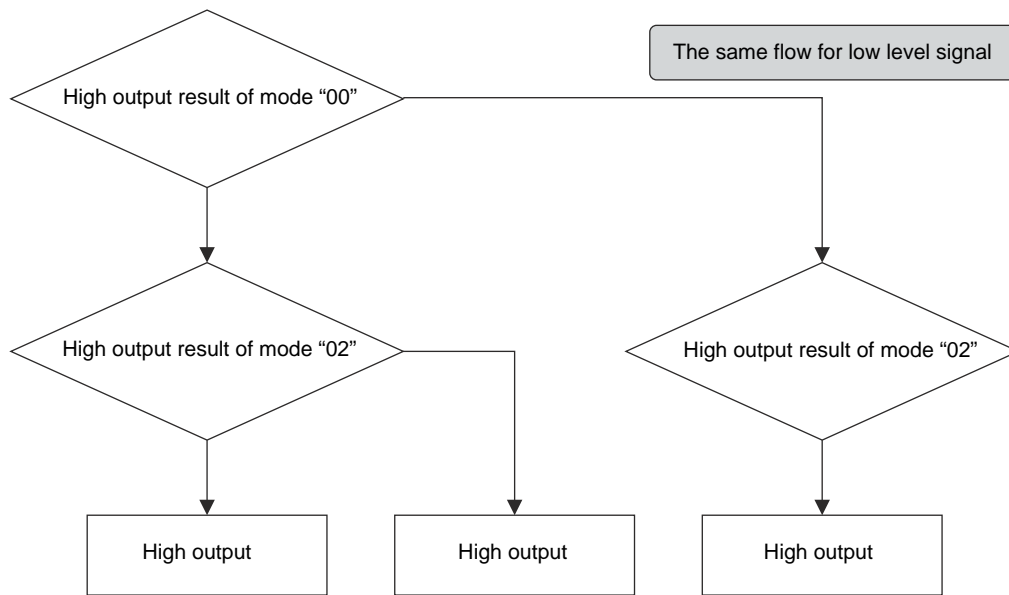 The same flow for low level signal
High output result of mode “00”
High output result of mode “02”
High output result of mode “02”
High output
High output
High output